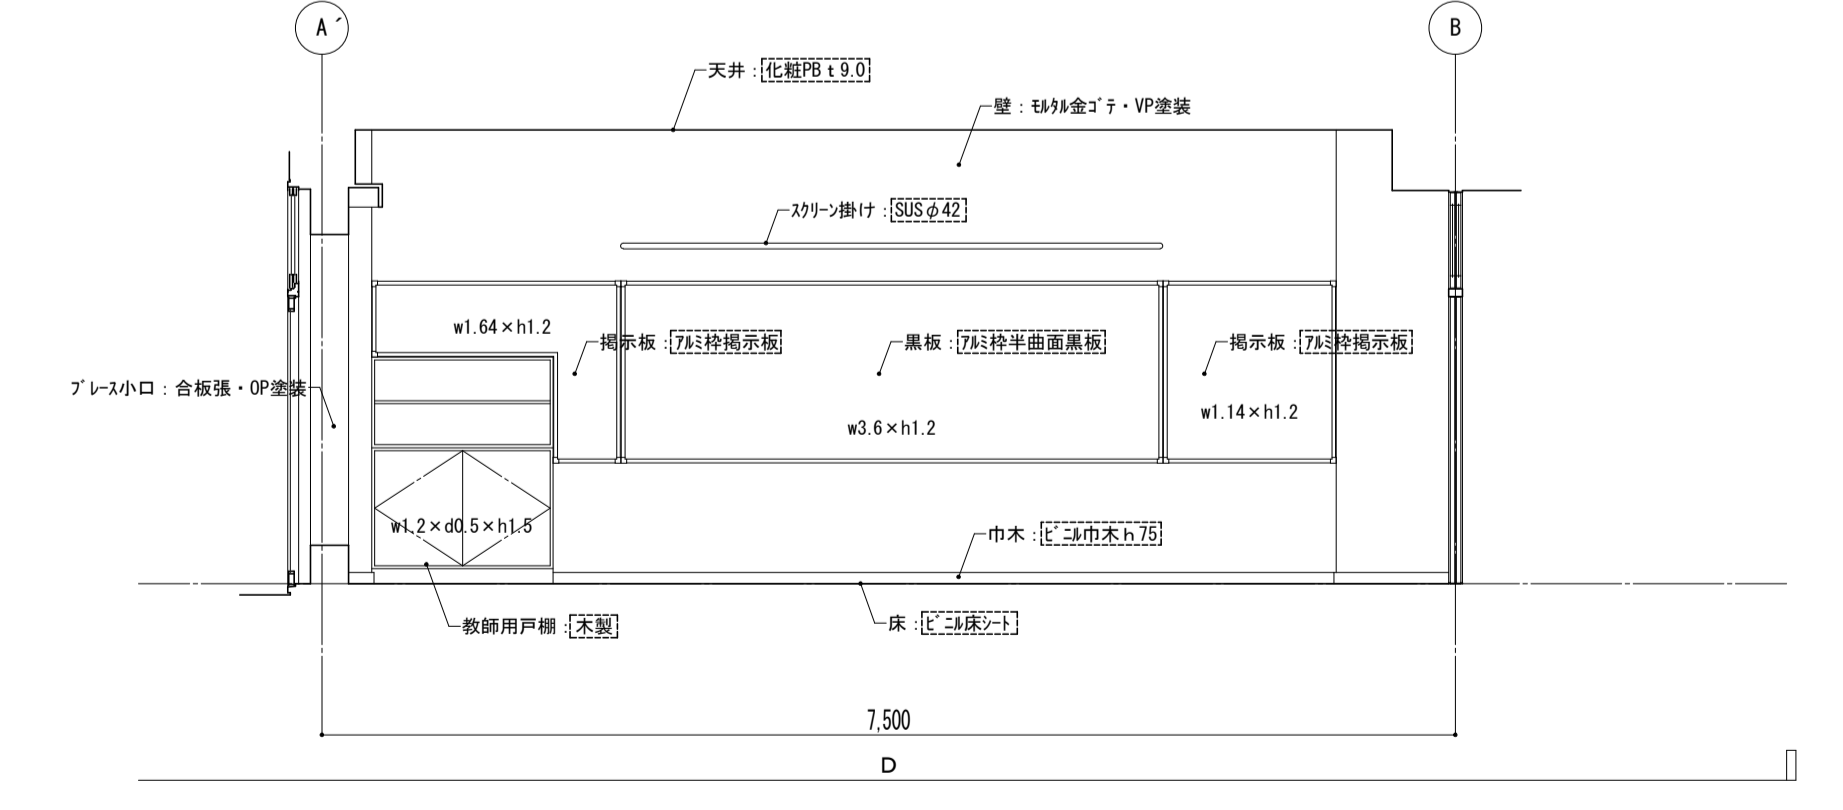 A´
B
天井：化粧PBｔ9.0
壁：ﾓﾙﾀﾙ金ｺﾞﾃ・VP塗装
ｽｸﾘｰﾝ掛け：SUSφ42
w1.64×h1.2
掲示板：ｱﾙﾐ枠掲示板
黒板：ｱﾙﾐ枠半曲面黒板
掲示板：ｱﾙﾐ枠掲示板
ﾌﾞﾚｰｽ小口：合板張・OP塗装
w1.14×h1.2
w3.6×h1.2
w1.2×d0.5×h1.5
巾木：ﾋﾞﾆﾙ巾木ｈ75
教師用戸棚：木製
床：ﾋﾞﾆﾙ床ｼｰﾄ
7,500
D